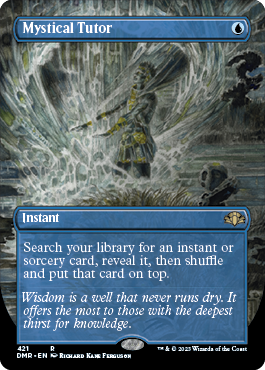 Mystical Tutor
Instant
Search your library for an instant or
sorcery card, reveal it, then shuffle
and put that card on top.
Wisdom is a well that never runs dry. It
offers the most to those with the deepest
thirst for knowledge.
421 R
DMR • EN Richard Kane Ferguson
™ & © 2023 Wizards of the Coast